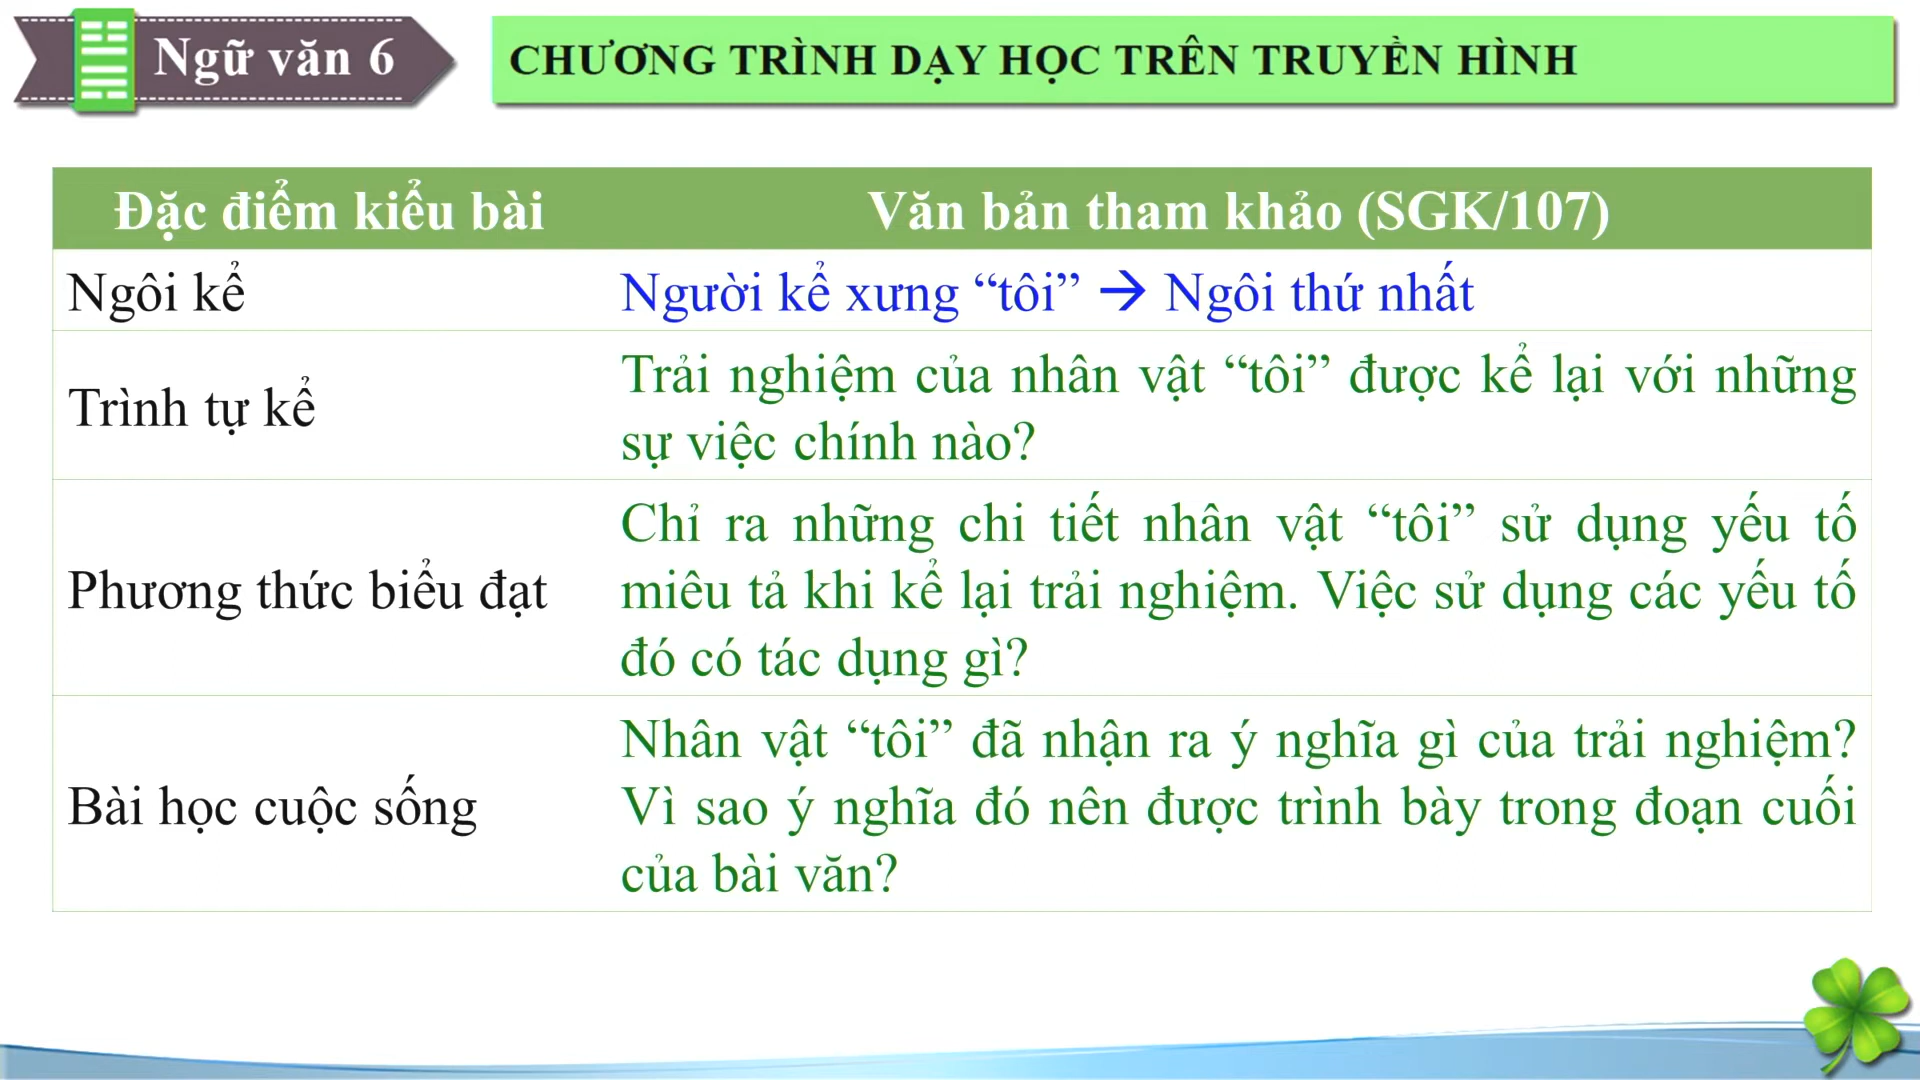 Ngữ văn 6
CHƯƠNG TRÌNH DẠY HỌC TRÊN TRUYỀN HÌNH
Đặc điểm kiểu bài
Văn bản tham khảo (SGK/107)
Ngôi kể
Người kể xưng “tôi” → Ngôi thứ nhất
Trình tự kể
Trải nghiệm của nhân vật “tôi” được kể lại với những
sự việc chính nào?
Phương thức biểu đạt
Chỉ ra những chi tiết nhân vật “tôi” sử dụng yếu tố
miêu tả khi kể lại trải nghiệm. Việc sử dụng các yếu tố
đó có tác dụng gì?
Bài học cuộc sống
Nhân vật “tôi” đã nhận ra ý nghĩa gì của trải nghiệm?
Vì sao ý nghĩa đó nên được trình bày trong đoạn cuối
của bài văn?